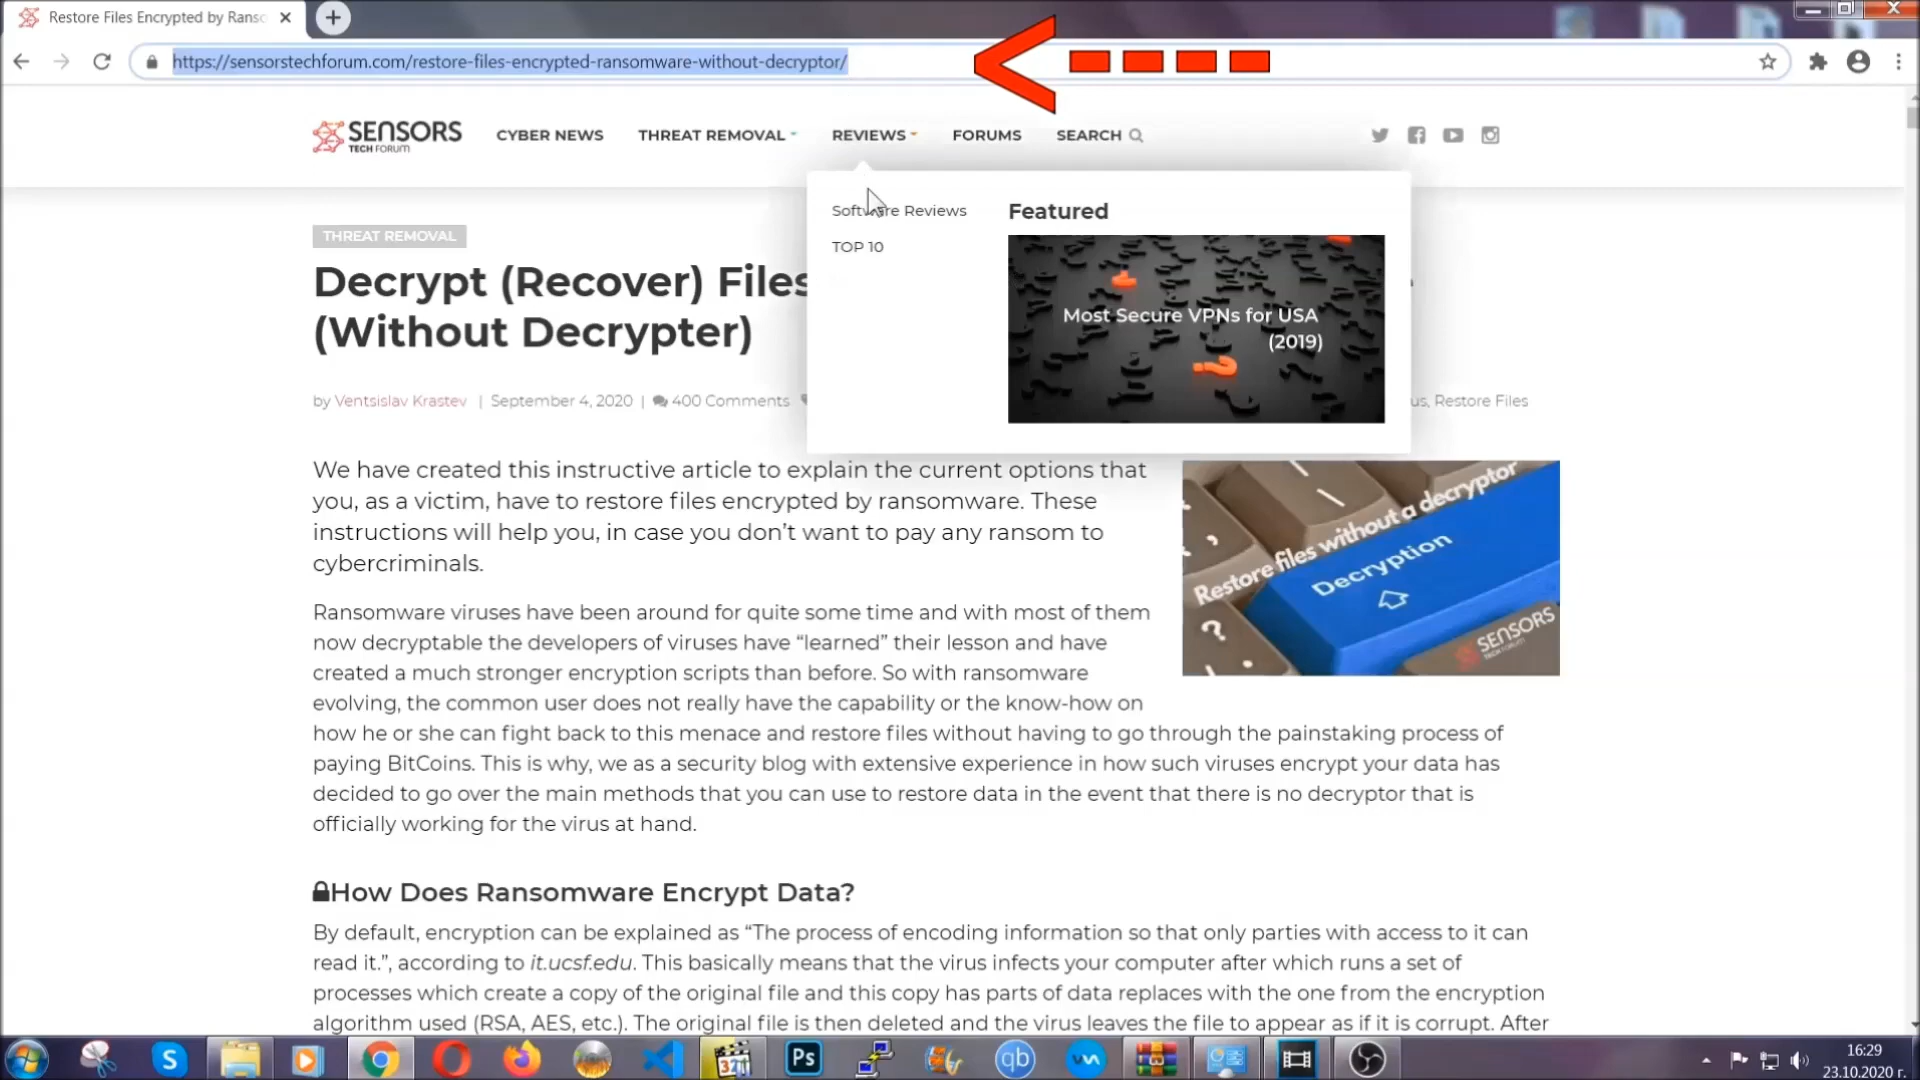 Restore Files Encrypted by Ranso
https://sensorstechforum.com/restore-files-encrypted-ransomware-without-decryptor/
SENSORS
TECH FORUM
CYBER NEWS
THREAT REMOVAL
REVIEWS
FORUMS
SEARCH
Software Reviews
TOP 10
Featured
Most Secure VPNs for USA
(2019)
THREAT REMOVAL
Decrypt (Recover) Files
(Without Decrypter)
by Ventsislav Krastev | September 4, 2020 | 400 Comments
us, Restore Files
We have created this instructive article to explain the current options that
you, as a victim, have to restore files encrypted by ransomware. These
instructions will help you, in case you don’t want to pay any ransom to
cybercriminals.
Restore files without a decryptor
Decryption
SENSORS
Ransomware viruses have been around for quite some time and with most of them
now decryptable the developers of viruses have “learned” their lesson and have
created a much stronger encryption scripts than before. So with ransomware
evolving, the common user does not really have the capability or the know-how on
how he or she can fight back to this menace and restore files without having to go through the painstaking process of
paying BitCoins. This is why, we as a security blog with extensive experience in how such viruses encrypt your data has
decided to go over the main methods that you can use to restore data in the event that there is no decryptor that is
officially working for the virus at hand.
How Does Ransomware Encrypt Data?
By default, encryption can be explained as “The process of encoding information so that only parties with access to it can
read it.”, according to it.ucsf.edu. This basically means that the virus infects your computer after which runs a set of
processes which create a copy of the original file and this copy has parts of data replaces with the one from the encryption
algorithm used (RSA, AES, etc.). The original file is then deleted and the virus leaves the file to appear as if it is corrupt. After
S
321
Ps
qb
16:29
23.10.2020 г.